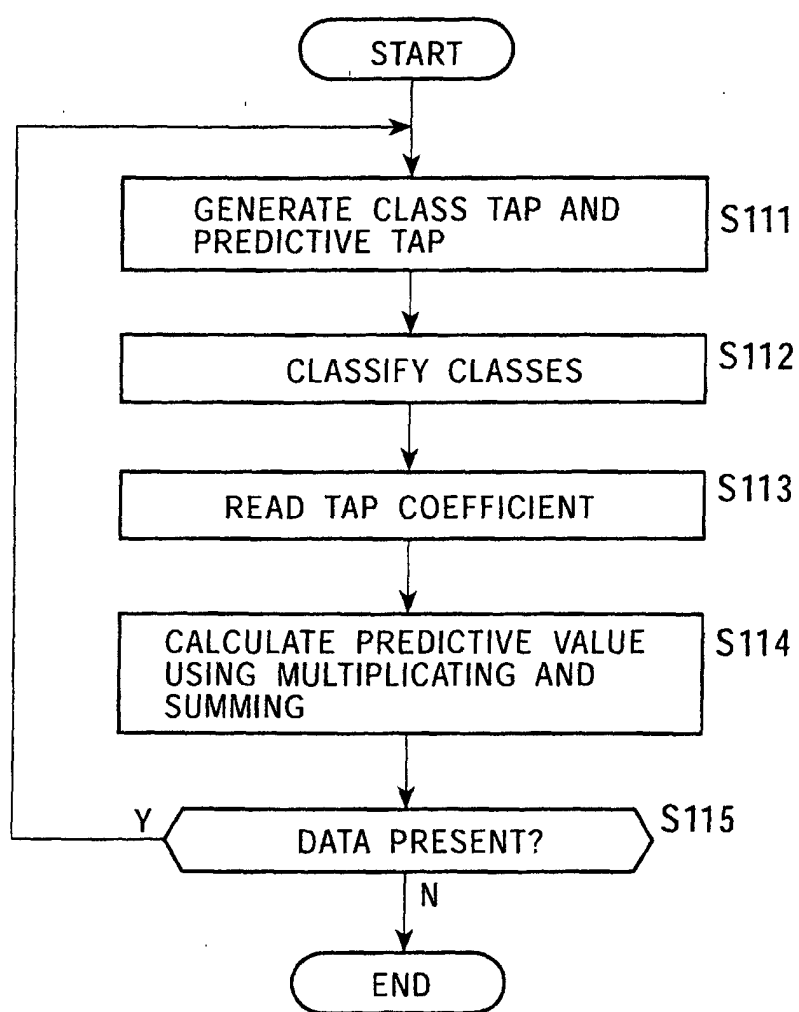 START
GENERATE CLASS TAP AND
PREDICTIVE TAP
S111
CLASSIFY CLASSES
S112
READ TAP COEFFICIENT
S113
CALCULATE PREDICTIVE VALUE
USING MULTIPLICATING AND
SUMMING
S114
Y
DATA PRESENT?
S115
N
END